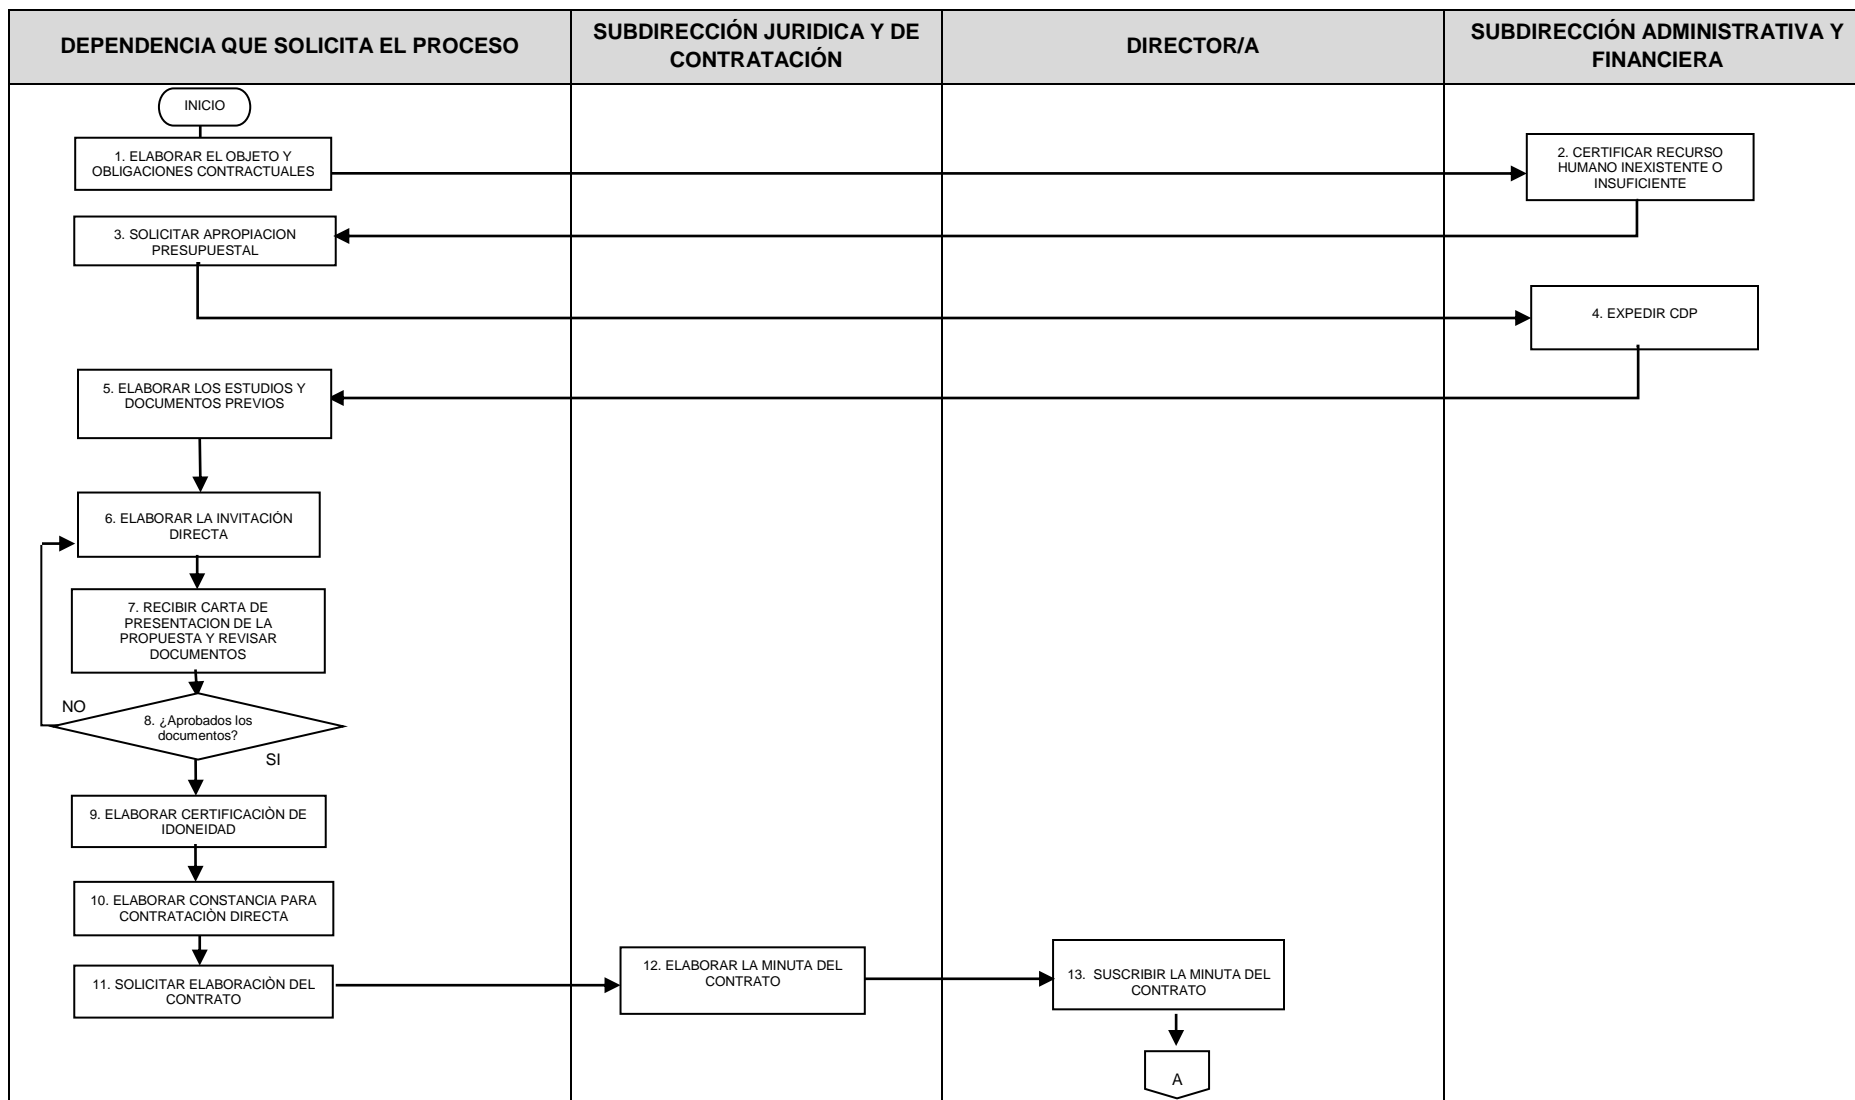 DEPENDENCIA QUE SOLICITA EL PROCESO
SUBDIRECCIÓN JURIDICA Y DE
CONTRATACIÓN
DIRECTOR/A
SUBDIRECCIÓN ADMINISTRATIVA Y
FINANCIERA
INICIO
1. ELABORAR EL OBJETO Y
OBLIGACIONES CONTRACTUALES
2. CERTIFICAR RECURSO
HUMANO INEXISTENTE O
INSUFICIENTE
3. SOLICITAR APROPIACION
PRESUPUESTAL
4. EXPEDIR CDP
5. ELABORAR LOS ESTUDIOS Y
DOCUMENTOS PREVIOS
6. ELABORAR LA INVITACIÓN
DIRECTA
7. RECIBIR CARTA DE
PRESENTACION DE LA
PROPUESTA Y REVISAR
DOCUMENTOS
NO
8. ¿Aprobados los
documentos?
SI
9. ELABORAR CERTIFICACIÒN DE
IDONEIDAD
10. ELABORAR CONSTANCIA PARA
CONTRATACIÒN DIRECTA
11. SOLICITAR ELABORACIÒN DEL
CONTRATO
12. ELABORAR LA MINUTA DEL
CONTRATO
13. SUSCRIBIR LA MINUTA DEL
CONTRATO
A